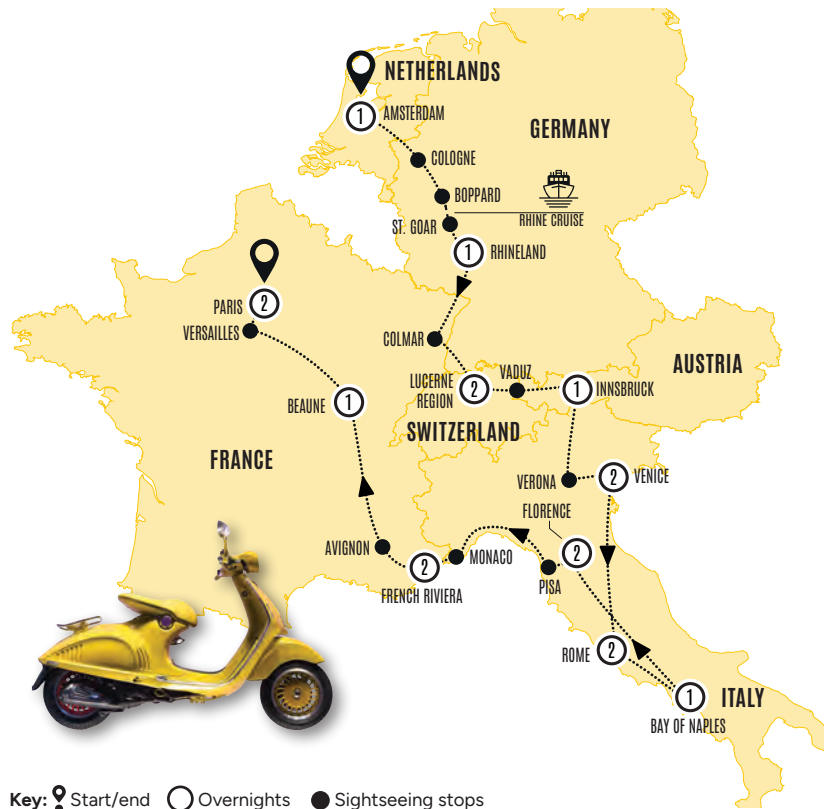 NETHERLANDS
1
AMSTERDAM
GERMANY
COLOGNE
BOPPARD
RHINE CRUISE
ST. GOAR
1
RHINELAND
PARIS
2
VERSAILLES
COLMAR
AUSTRIA
LUCERNE
REGION
2
VADUZ
1
INNSBRUCK
BEAUNE
1
SWITZERLAND
FRANCE
VERONA
2
VENICE
FLORENCE
2
AVIGNON
MONACO
2
FRENCH RIVIERA
PISA
ROME
2
1
ITALY
BAY OF NAPLES
Key: Start/end Overnights Sightseeing stops